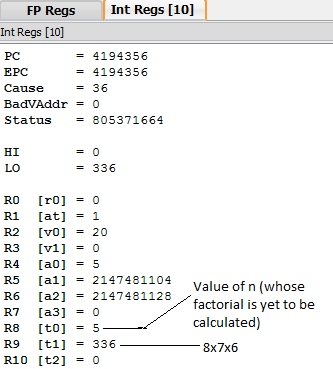 FP Regs Int Regs [10]
Int Regs [10]
PC = 4194356
EPC = 4194356
Cause = 36
BadVAddr = 0
Status = 805371664
HI = 0
LO = 336
R0 [r0] = 0
R1 [at] = 1
R2 [v0] = 20
R3 [v1] = 0
R4 [a0] = 5
R5 [a1] = 2147481104
R6 [a2] = 2147481128
R7 [a3] = 0
R8 [t0] = 5
R9 [t1] = 336
R10 [t2] = 0
Value of n (whose
factorial is yet to be
calculated)
8x7x6